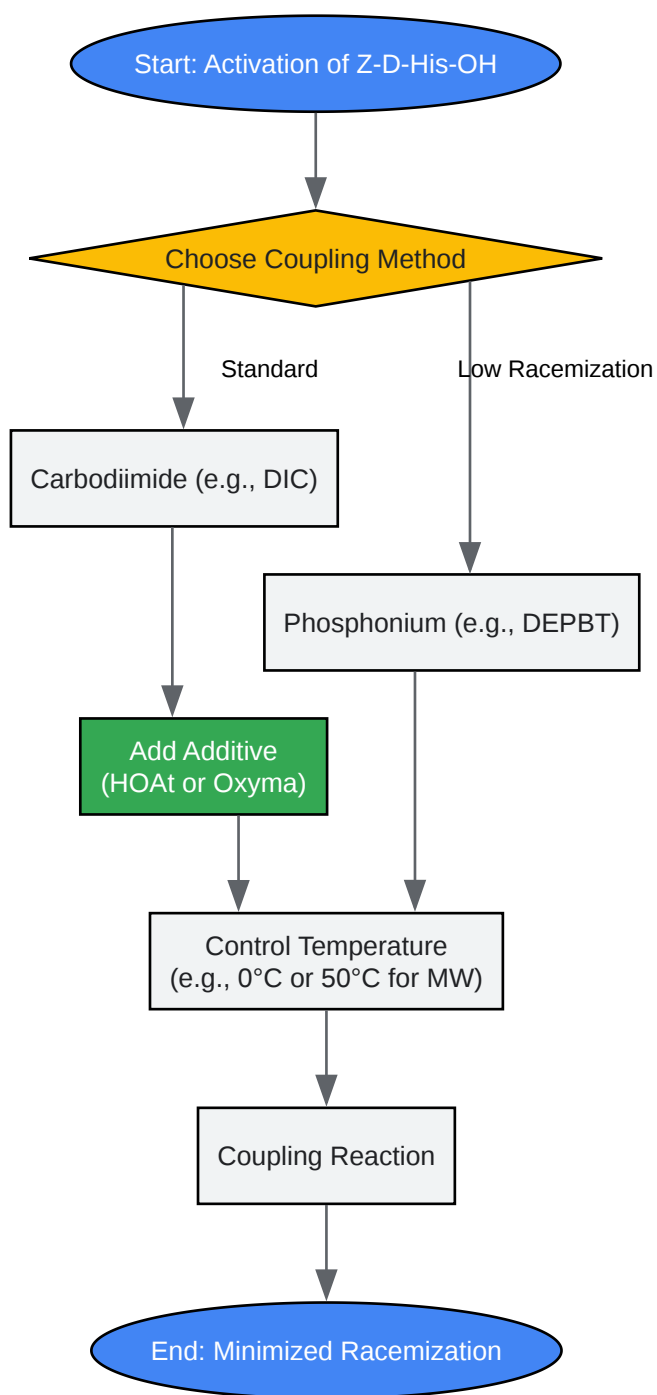 Start: Activation of Z-D-His-OH
Choose Coupling Method
Standard
Low Racemization
Carbodiimide (e.g., DIC)
Phosphonium (e.g., DEPBT)
Add Additive
(HOAt or Oxyma)
Control Temperature
(e.g., 0°C or 50°C for MW)
Coupling Reaction
End: Minimized Racemization